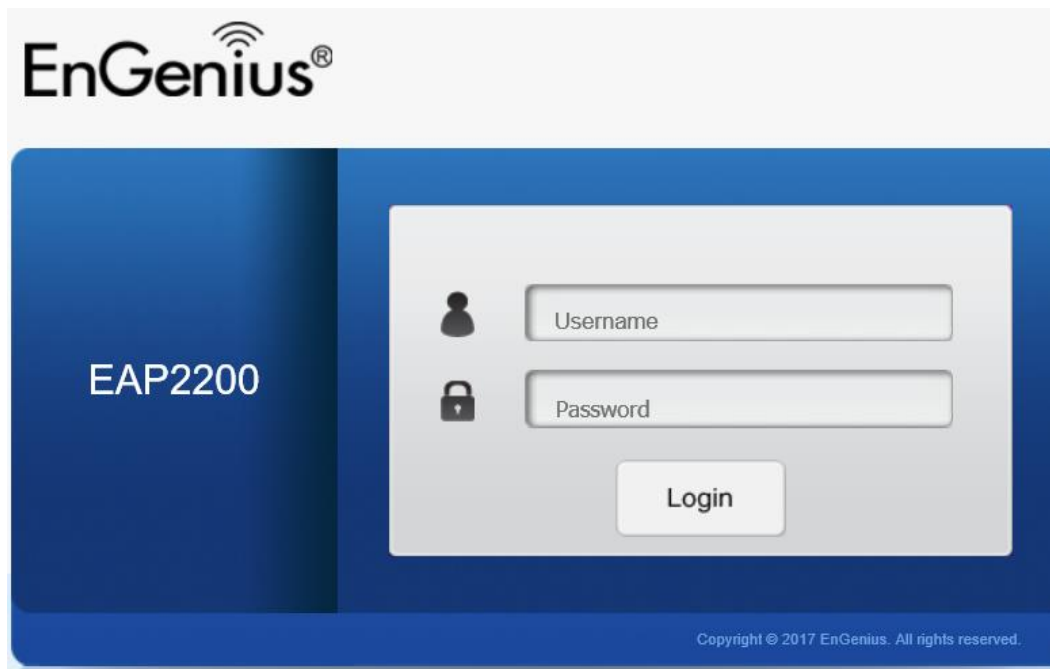 EnGenius®
EAP2200
Username
Password
Login
Copyright © 2017 EnGenius. All rights reserved.